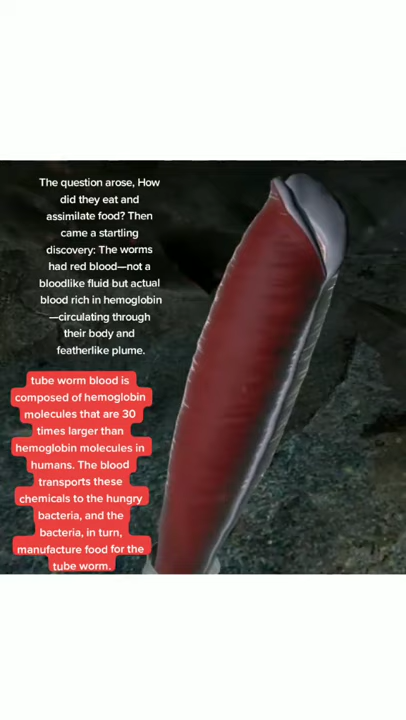 The question arose, How
did they eat and
assimilate food? Then
came a startling
discovery: The worms
had red blood—not a
bloodlike fluid but actual
blood rich in hemoglobin
—circulating through
their body and
featherlike plume.
tube worm blood is
composed of hemoglobin
molecules that are 30
times larger than
hemoglobin molecules in
humans. The blood
transports these
chemicals to the hungry
bacteria, and the
bacteria, in turn,
manufacture food for the
tube worm.